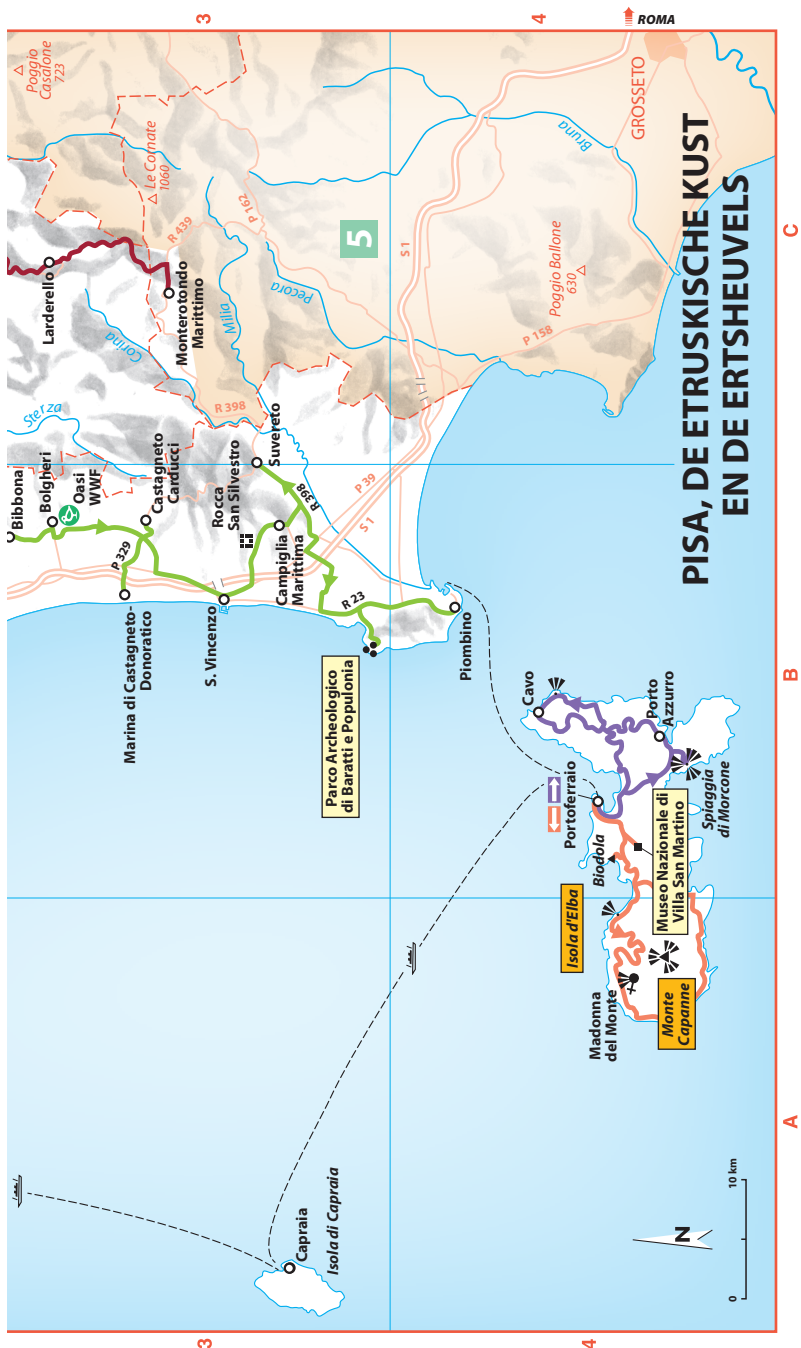 PISA, DE ETRUSKISCHE KUST
EN DE ERTSHEUVELS
3
4
3
4
A
B
C
ROMA
Poggio
Casalone
723
Le Cornate
1060
GROSSETO
Bruna
R 439
P 162
5
S 1
Larderello
Monterotondo
Marittimo
Milia
Pecora
Poggio Ballone
630
P 158
Cornia
Sterza
R 398
Bibbona
Bolgheri
Oasi
WWF
Castagneto
Carducci
Rocca
San Silvestro
Suvereto
R 398
P 39
S 1
P 329
Marina di Castagneto-
Donoratico
S. Vincenzo
Campiglia
Marittima
R 23
Parco Archeologico
di Baratti e Populonia
Piombino
Cavo
Porto
Azzurro
Portoferraio
Biodola
Spiaggia
di Morcone
Museo Nazionale di
Villa San Martino
Isola d'Elba
Madonna
del Monte
Monte
Capanne
Capraia
Isola di Capraia
N
0
10 km